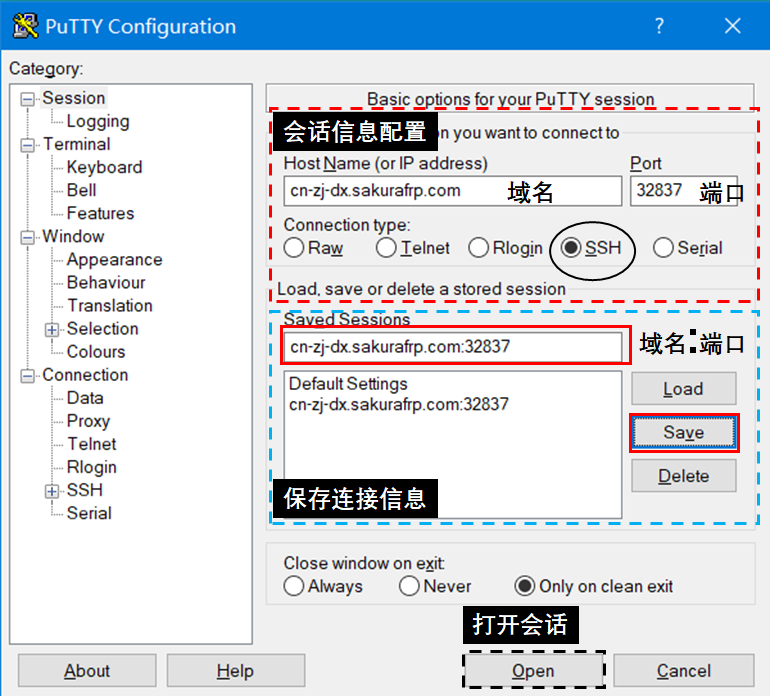 PuTTY Configuration
?
Category:
Session
Logging
Terminal
Keyboard
Bell
Features
Window
Appearance
Behaviour
Translation
Selection
Colours
Connection
Data
Proxy
Telnet
Rlogin
SSH
Serial
Basic options for your PuTTY session
会话信息配置 on you want to connect to
Host Name (or IP address) Port
cn-zj-dx.sakurafrp.com 域名 32837 端口
Connection type:
Raw Telnet Rlogin SSH Serial
Load, save or delete a stored session
Saved Sessions
cn-zj-dx.sakurafrp.com:32837 域名:端口
Default Settings
cn-zj-dx.sakurafrp.com:32837
Load
Save
Delete
保存连接信息
Close window on exit:
Always Never Only on clean exit
打开会话
About Help Open Cancel